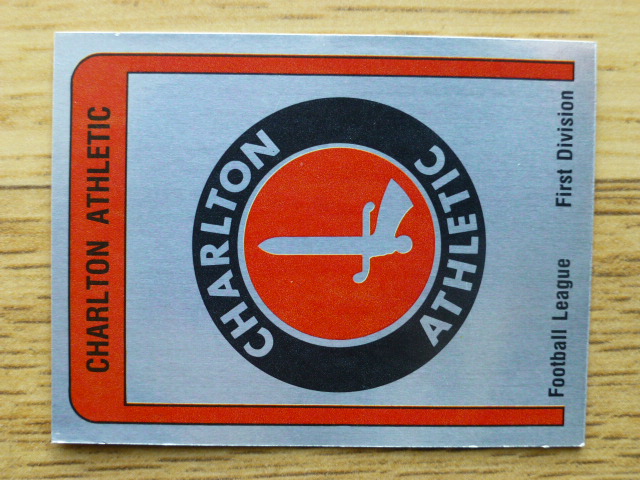 CHARLTON ATHLETIC
CHARLTON
ATHLETIC
Football League First Division